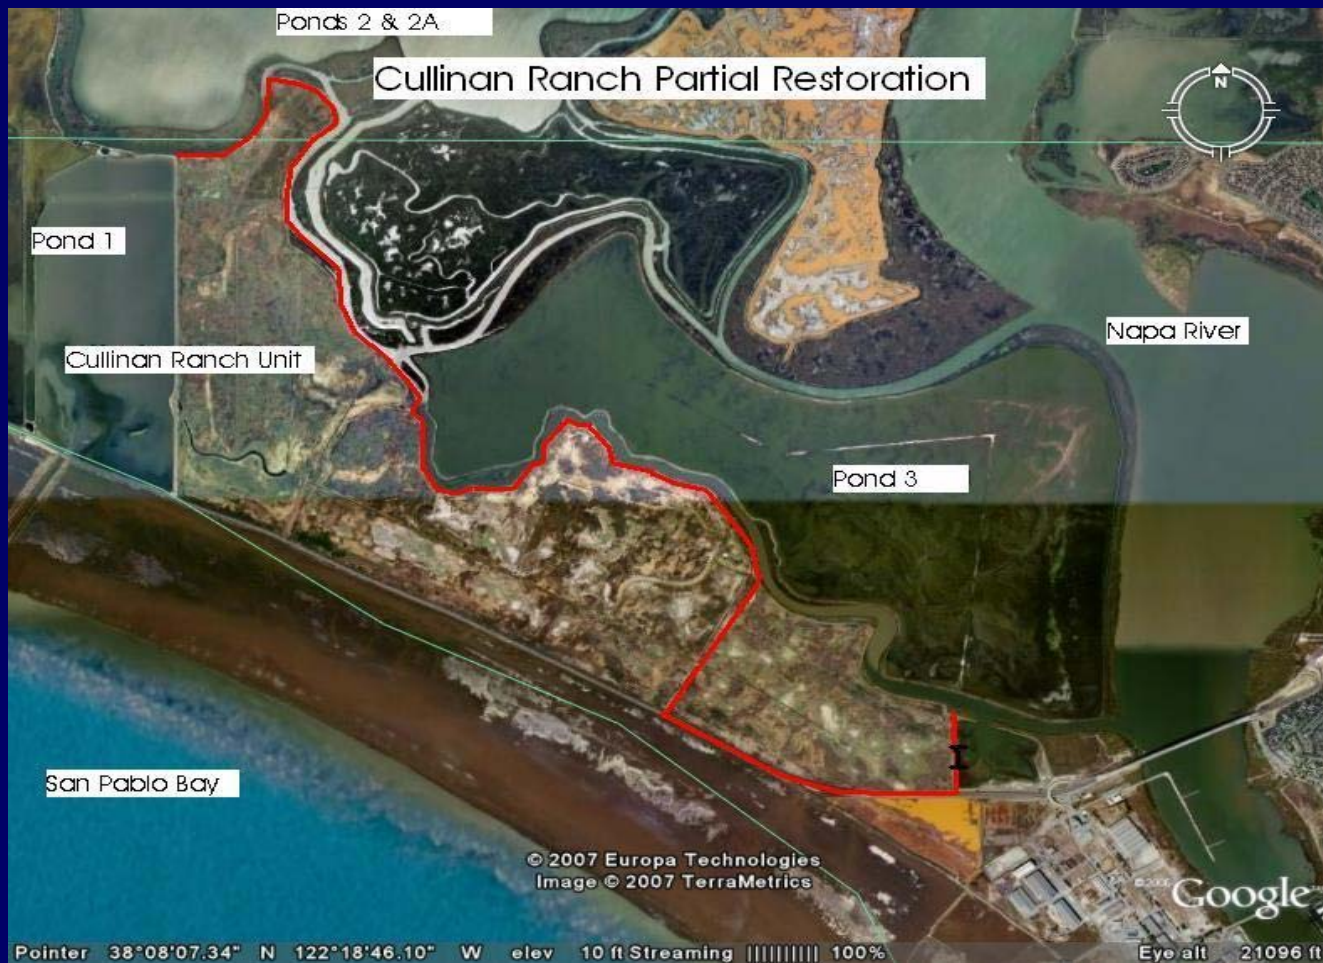 Ponds 2 & 2A
Cullinan Ranch Partial Restoration
N
Pond 1
Napa River
Cullinan Ranch Unit
Pond 3
San Pablo Bay
© 2007 Europa Technologies
Image © 2007 TerraMetrics
Google
Pointer 38°08'07.34" N 122°18'46.10" W elev 10 ft Streaming |||||||||| 100% Eye alt 21096 ft